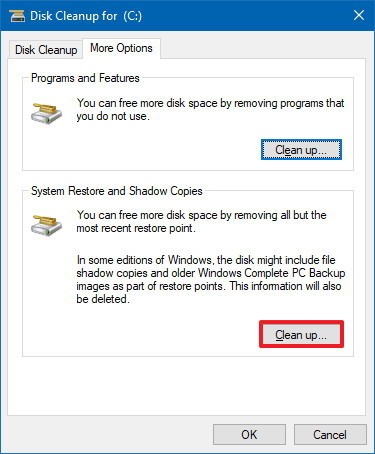 Disk Cleanup for (C:)
Disk Cleanup More Options
Programs and Features
You can free more disk space by removing programs that
you do not use.
Clean up...
System Restore and Shadow Copies
You can free more disk space by removing all but the
most recent restore point.
In some editions of Windows, the disk might include file
shadow copies and older Windows Complete PC Backup
images as part of restore points. This information will also
be deleted.
Clean up...
OK Cancel